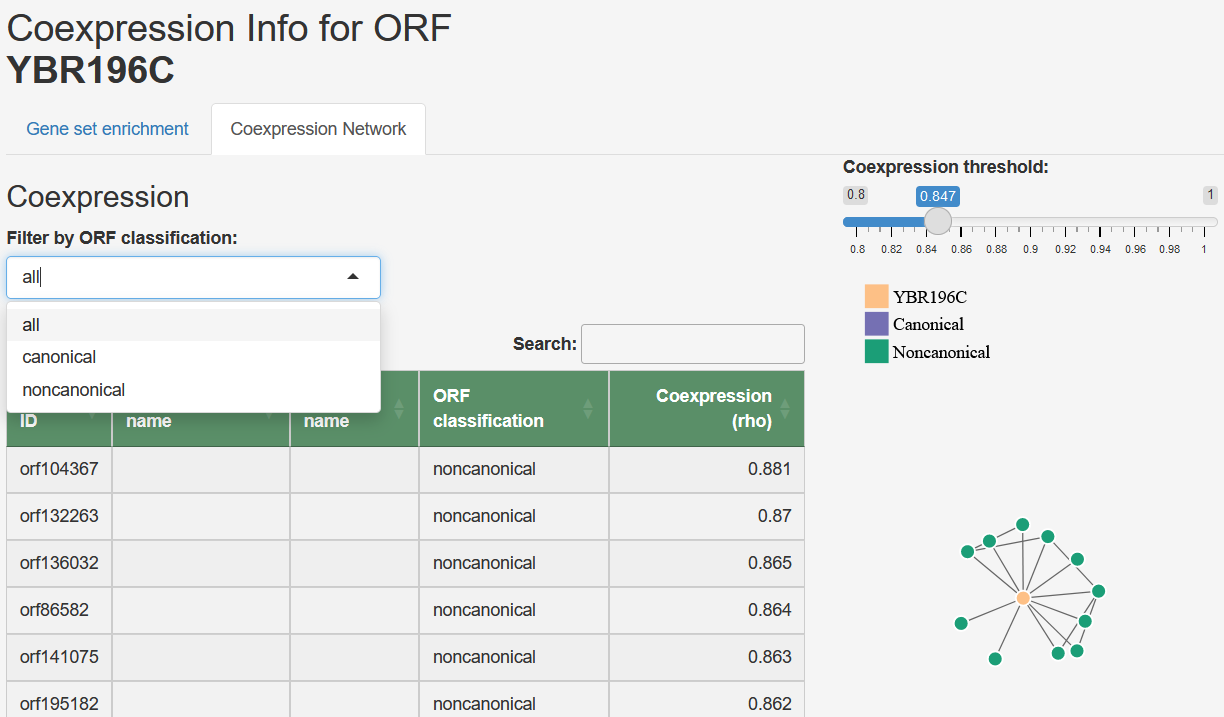 Coexpression Info for ORF
YBR196C
Gene set enrichment
Coexpression Network
Coexpression threshold:
0.8
0.847
1
0.8 0.82 0.84 0.86 0.88 0.9 0.92 0.94 0.96 0.98 1
Coexpression
Filter by ORF classification:
all
all
canonical
noncanonical
YBR196C
Canonical
Noncanonical
Search:
ID
name
name
ORF
classification
Coexpression
(rho)
orf104367 noncanonical 0.881
orf132263 noncanonical 0.87
orf136032 noncanonical 0.865
orf86582 noncanonical 0.864
orf141075 noncanonical 0.863
orf195182 noncanonical 0.862